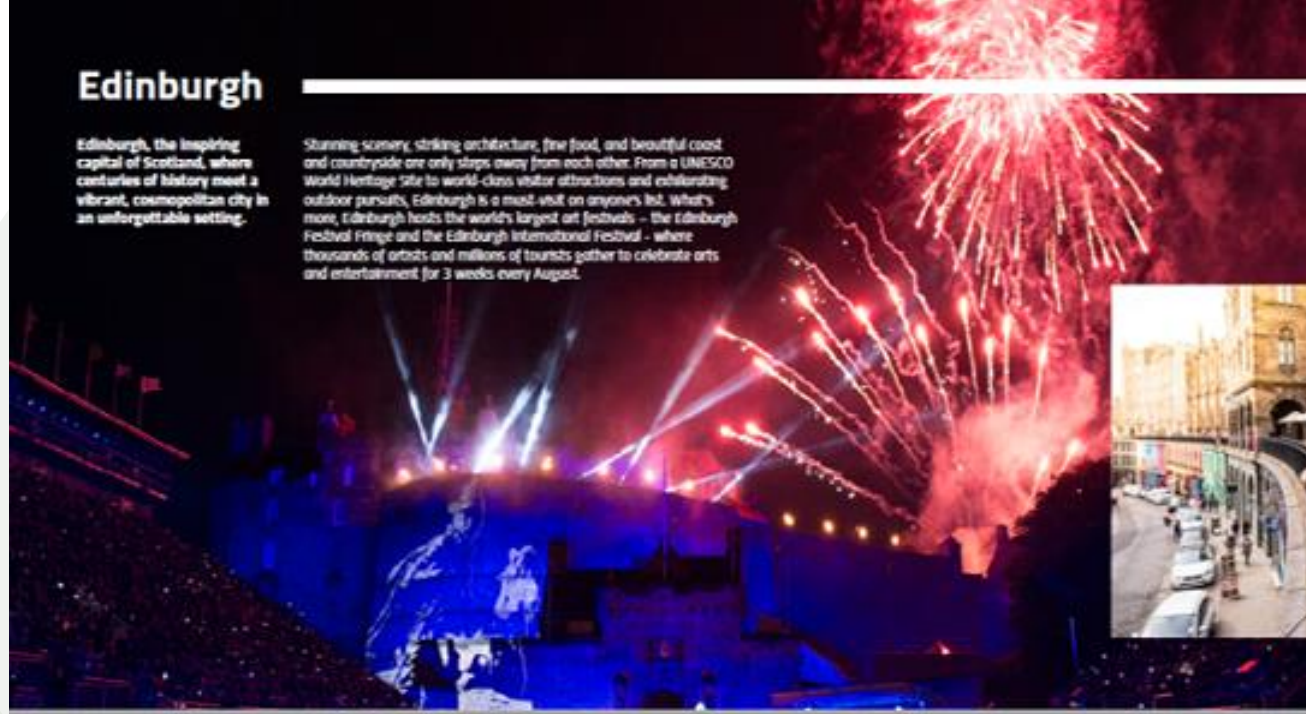 Edinburgh
Edinburgh, the inspiring
capital of Scotland, where
centuries of history meet a
vibrant, cosmopolitan city in
an unforgettable setting.
Stunning scenery, striking architecture, fine food, and beautiful coast
and countryside are only steps away from each other. From a UNESCO
World Heritage Site to world-class visitor attractions and exhilarating
outdoor pursuits, Edinburgh is a must-visit on anyone's list. What's
more, Edinburgh hosts the world's largest art festivals – the Edinburgh
Festival Fringe and the Edinburgh International Festival – where
thousands of artists and millions of tourists gather to celebrate arts
and entertainment for 3 weeks every August.